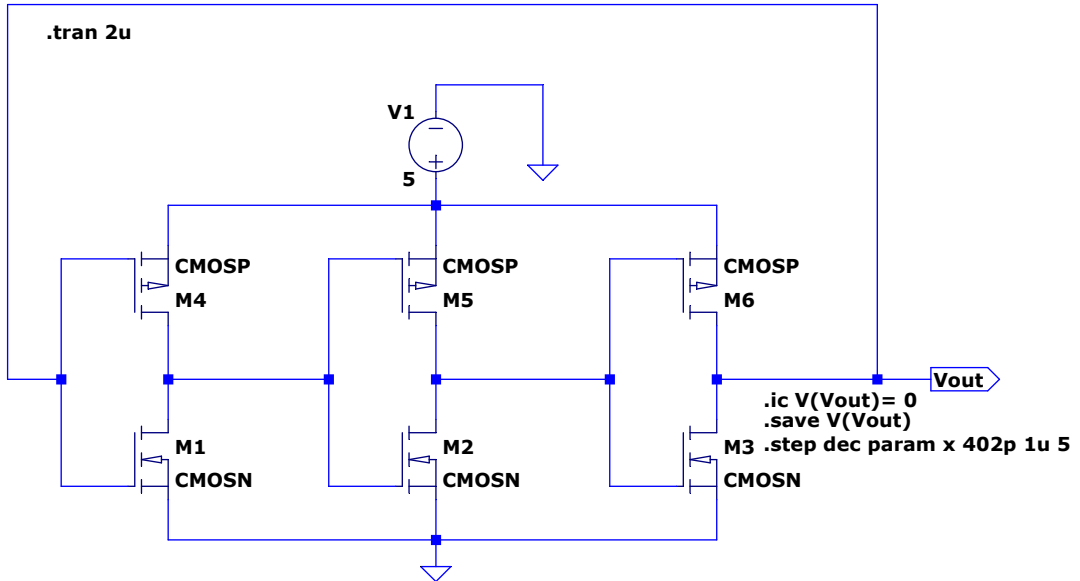 .tran 2u
V1
5
CMOSP
M4
CMOSP
M5
CMOSP
M6
Vout
.ic V(Vout)= 0
.save V(Vout)
.step dec param x 402p 1u 5
M1
CMOSN
M2
CMOSN
M3
CMOSN